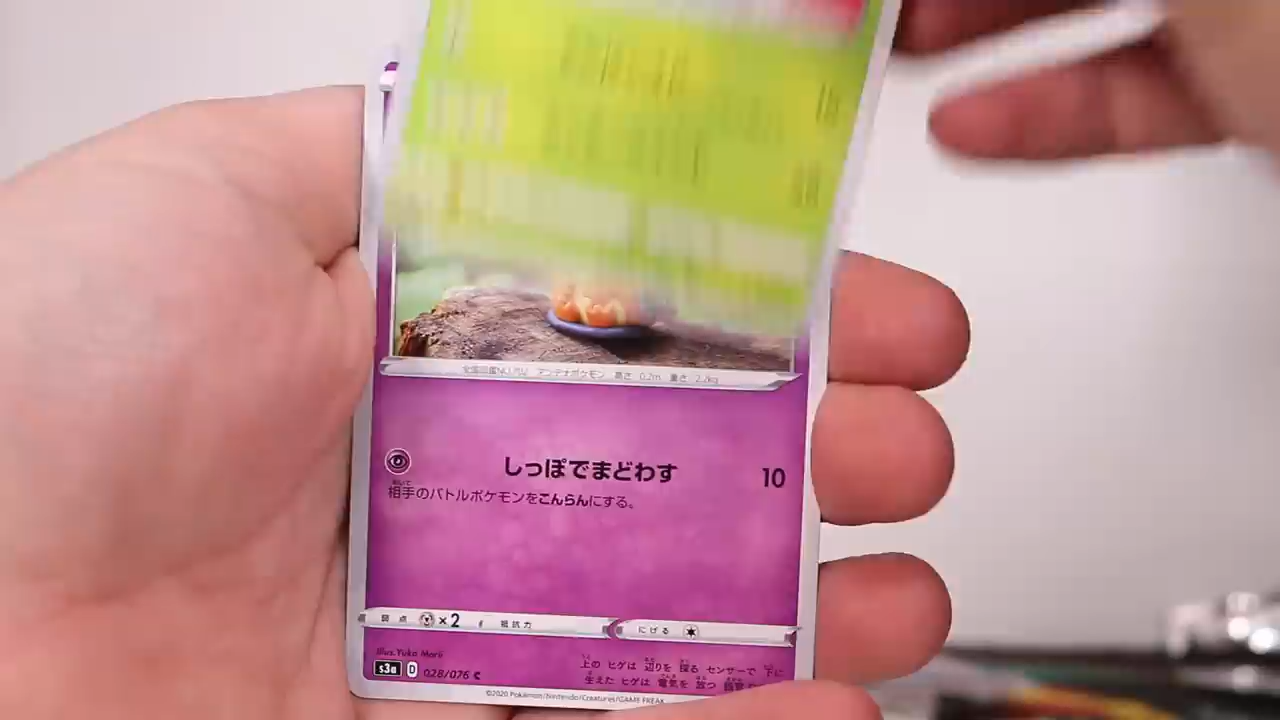 全国図鑑NO.702 アンテナポケモン 高さ 0.2m 重さ 2.2kg
しっぽでまどわす 10
相手のバトルポケモンをこんらんにする。
弱点 ×2 抵抗力 にげる
Illus.Yuka Morii
上の ヒゲは 辺りを 探る センサーで 下に
s3a D 028/076 C
生えた ヒゲは 電気を 放つ
©2020 Pokémon/Nintendo/Creatures/GAME FREAK